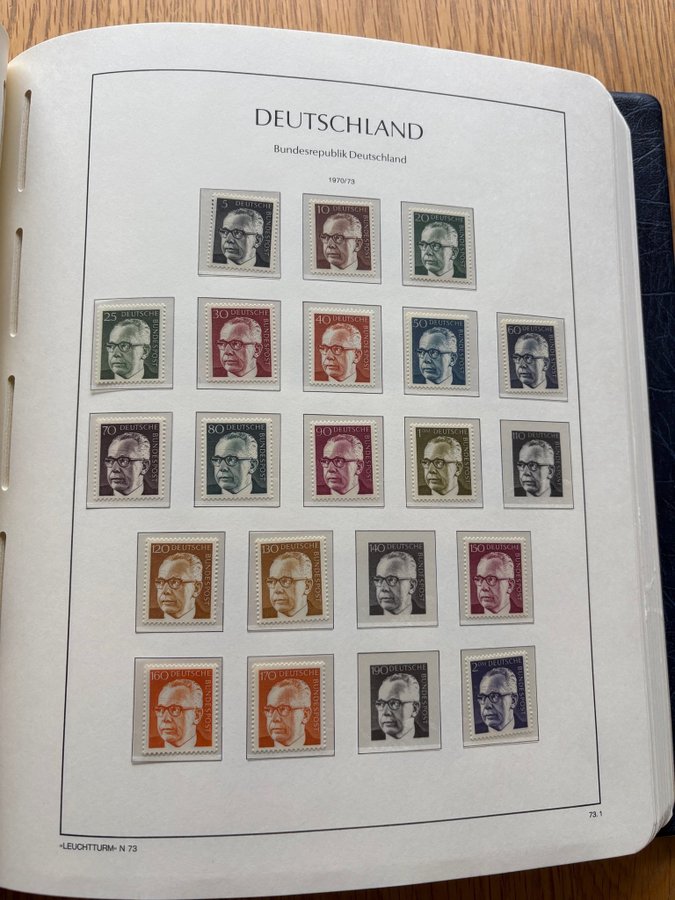 DEUTSCHLAND
Bundesrepublik Deutschland
1970/73
5 DEUTSCHE BUNDESPOST
10 DEUTSCHE BUNDESPOST
20 DEUTSCHE BUNDESPOST
25 DEUTSCHE BUNDESPOST
30 DEUTSCHE BUNDESPOST
40 DEUTSCHE BUNDESPOST
50 DEUTSCHE BUNDESPOST
60 DEUTSCHE BUNDESPOST
70 DEUTSCHE BUNDESPOST
80 DEUTSCHE BUNDESPOST
90 DEUTSCHE BUNDESPOST
1 DM DEUTSCHE BUNDESPOST
110 DEUTSCHE BUNDESPOST
120 DEUTSCHE BUNDESPOST
130 DEUTSCHE BUNDESPOST
140 DEUTSCHE BUNDESPOST
150 DEUTSCHE BUNDESPOST
160 DEUTSCHE BUNDESPOST
170 DEUTSCHE BUNDESPOST
190 DEUTSCHE BUNDESPOST
2 DM DEUTSCHE BUNDESPOST
»LEUCHTTURM« N 73
73.1